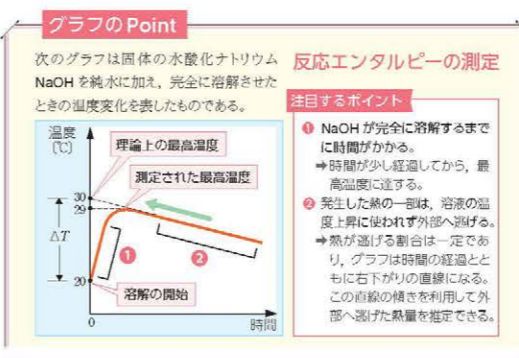 グラフのPoint
次のグラフは固体の水酸化ナトリウム
NaOHを純水に加え，完全に溶解させた
ときの温度変化を表したものである。
反応エンタルピーの測定
温度
〔℃〕
理論上の最高温度
測定された最高温度
30
29
ΔT
20
❶
❷
溶解の開始
0
時間
注目するポイント
❶ NaOHが完全に溶解するまで
に時間がかかる。
➡時間が少し経過してから，最
高温度に達する。
❷ 発生した熱の一部は，溶液の温
度上昇に使われず外部へ逃げる。
➡熱が逃げる割合は一定であ
り，グラフは時間の経過とと
もに右下がりの直線になる。
この直線の傾きを利用して外
部へ逃げた熱量を推定できる。